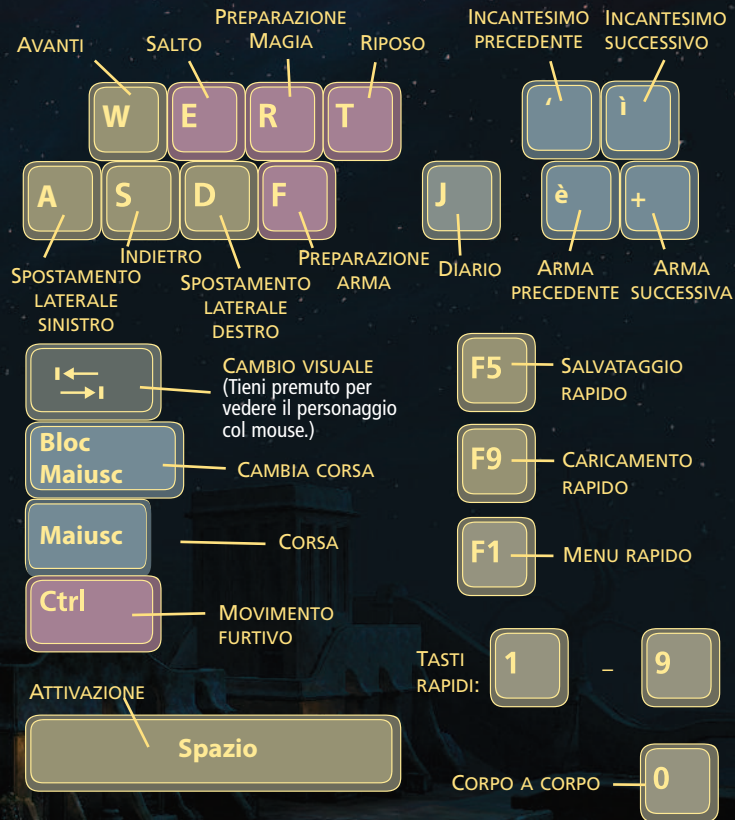 AVANTI
SALTO
PREPARAZIONE
MAGIA
RIPOSO
INCANTESIMO
PRECEDENTE
INCANTESIMO
SUCCESSIVO
W
E
R
T
‘
ì
A
S
D
F
J
è
+
SPOSTAMENTO
LATERALE
SINISTRO
INDIETRO
SPOSTAMENTO
LATERALE
DESTRO
PREPARAZIONE
ARMA
DIARIO
ARMA
PRECEDENTE
ARMA
SUCCESSIVA
CAMBIO VISUALE
(Tieni premuto per
vedere il personaggio
col mouse.)
Bloc
Maiusc
CAMBIA CORSA
Maiusc
CORSA
Ctrl
MOVIMENTO
FURTIVO
ATTIVAZIONE
Spazio
F5
SALVATAGGIO
RAPIDO
F9
CARICAMENTO
RAPIDO
F1
MENU RAPIDO
TASTI
RAPIDI:
1 – 9
CORPO A CORPO
0